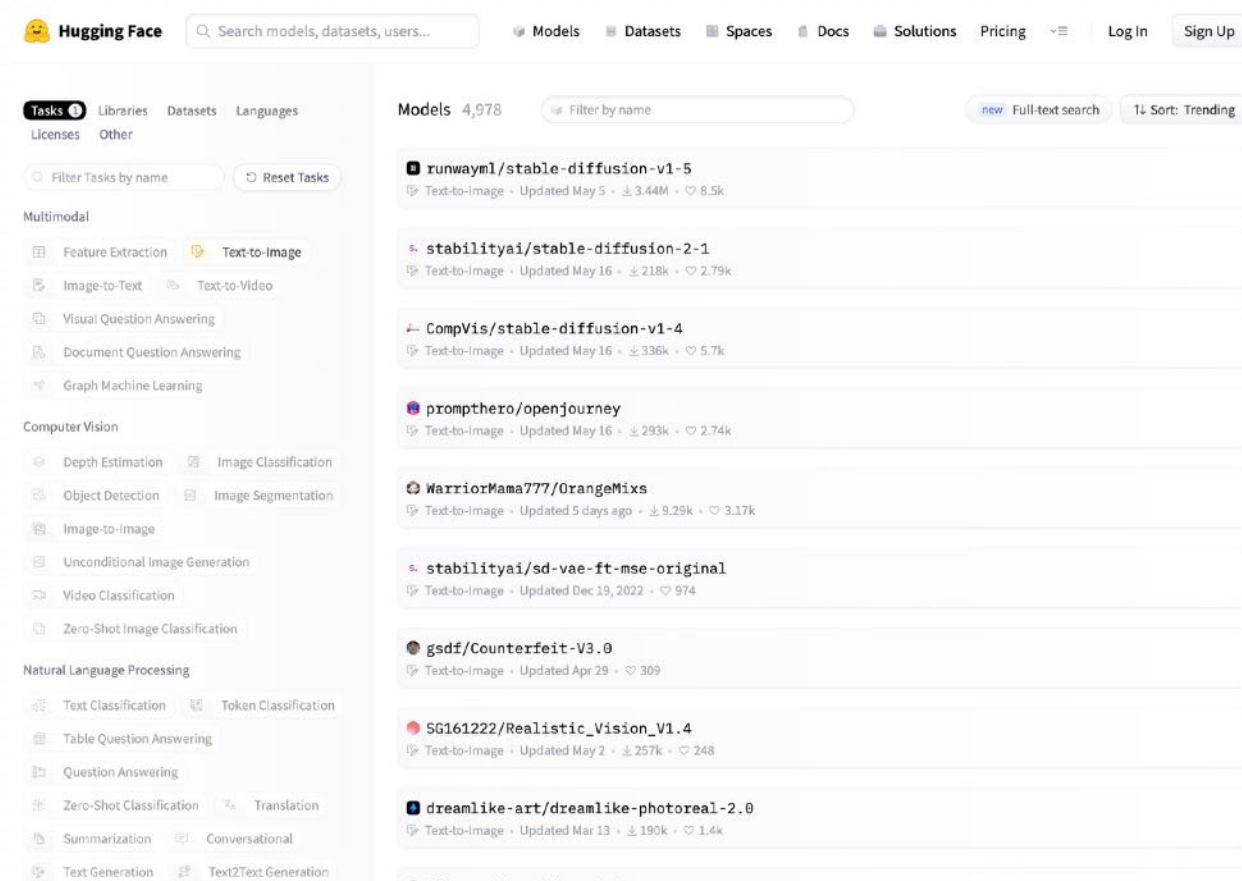 Hugging Face
Search models, datasets, users...
Models
Datasets
Spaces
Docs
Solutions
Pricing
Log In
Sign Up
Tasks 1
Libraries
Datasets
Languages
Licenses
Other
Filter Tasks by name
Reset Tasks
Multimodal
Feature Extraction
Text-to-Image
Image-to-Text
Text-to-Video
Visual Question Answering
Document Question Answering
Graph Machine Learning
Computer Vision
Depth Estimation
Image Classification
Object Detection
Image Segmentation
Image-to-Image
Unconditional Image Generation
Video Classification
Zero-Shot Image Classification
Natural Language Processing
Text Classification
Token Classification
Table Question Answering
Question Answering
Zero-Shot Classification
Translation
Summarization
Conversational
Text Generation
Text2Text Generation
Models 4,978
Filter by name
new Full-text search
Sort: Trending
runwayml/stable-diffusion-v1-5
Text-to-Image • Updated May 5 • 3.44M • 8.5k
stabilityai/stable-diffusion-2-1
Text-to-Image • Updated May 16 • 218k • 2.79k
CompVis/stable-diffusion-v1-4
Text-to-Image • Updated May 16 • 336k • 5.7k
prompthero/openjourney
Text-to-Image • Updated May 16 • 293k • 2.74k
WarriorMama777/OrangeMixs
Text-to-Image • Updated 5 days ago • 9.29k • 3.17k
stabilityai/sd-vae-ft-mse-original
Text-to-Image • Updated Dec 19, 2022 • 974
gsdf/Counterfeit-V3.0
Text-to-Image • Updated Apr 29 • 309
SG161222/Realistic_Vision_V1.4
Text-to-Image • Updated May 2 • 257k • 248
dreamlike-art/dreamlike-photoreal-2.0
Text-to-Image • Updated Mar 13 • 190k • 1.4k